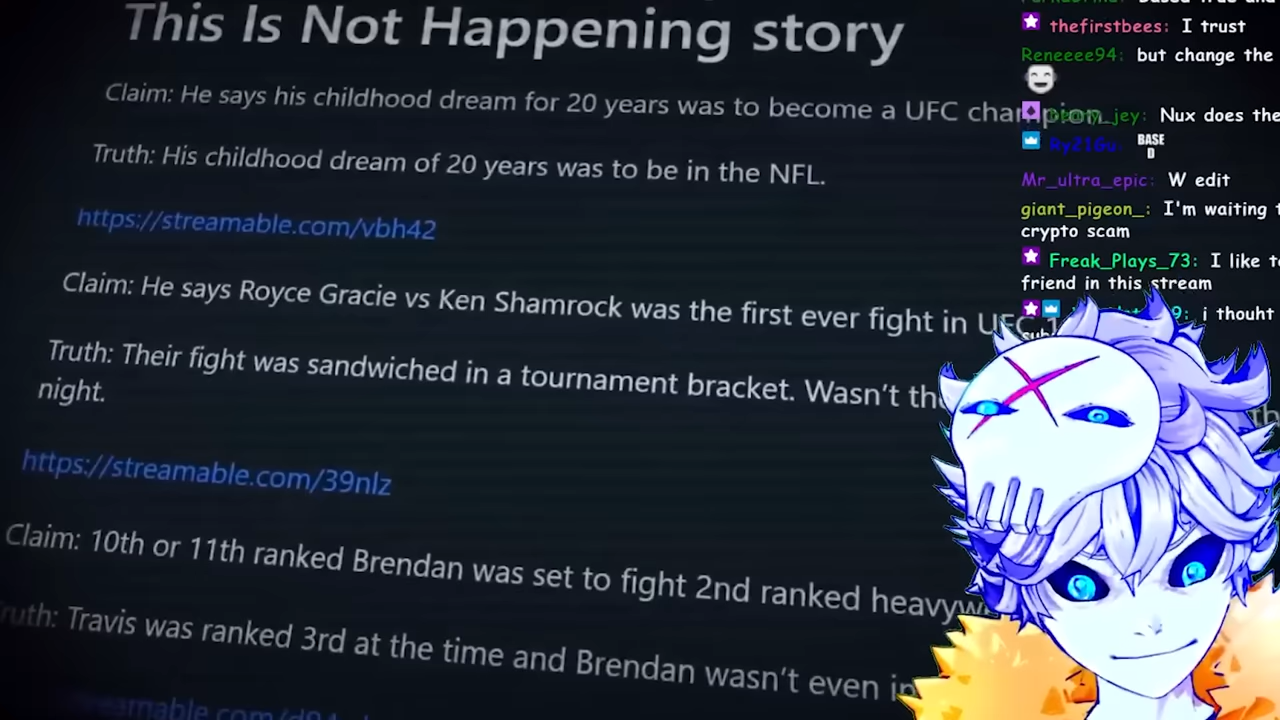 This Is Not Happening story
Claim: He says his childhood dream for 20 years was to become a UFC champion.
Truth: His childhood dream of 20 years was to be in the NFL.
https://streamable.com/vbh42
Claim: He says Royce Gracie vs Ken Shamrock was the first ever fight in UFC 1
Truth: Their fight was sandwiched in a tournament bracket. Wasn't th
night.
https://streamable.com/39nlz
Claim: 10th or 11th ranked Brendan was set to fight 2nd ranked heavyw
Truth: Travis was ranked 3rd at the time and Brendan wasn't even in
thefirstbees: I trust
Reneeee94: but change the
Nux does the
Ry21Gu: BASE
D
Mr_ultra_epic: W edit
giant_pigeon_: I'm waiting
crypto scam
Freak_Plays_73: I like
friend in this stream
9: i thouht